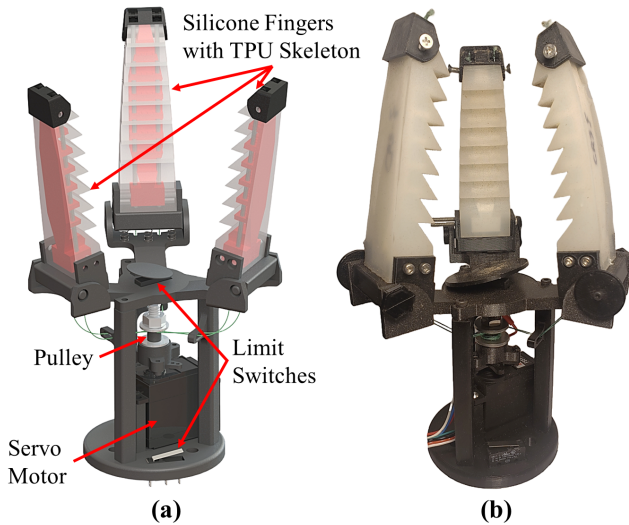 Silicone Fingers
with TPU Skeleton
Pulley
Limit
Switches
Servo
Motor
(a)
(b)